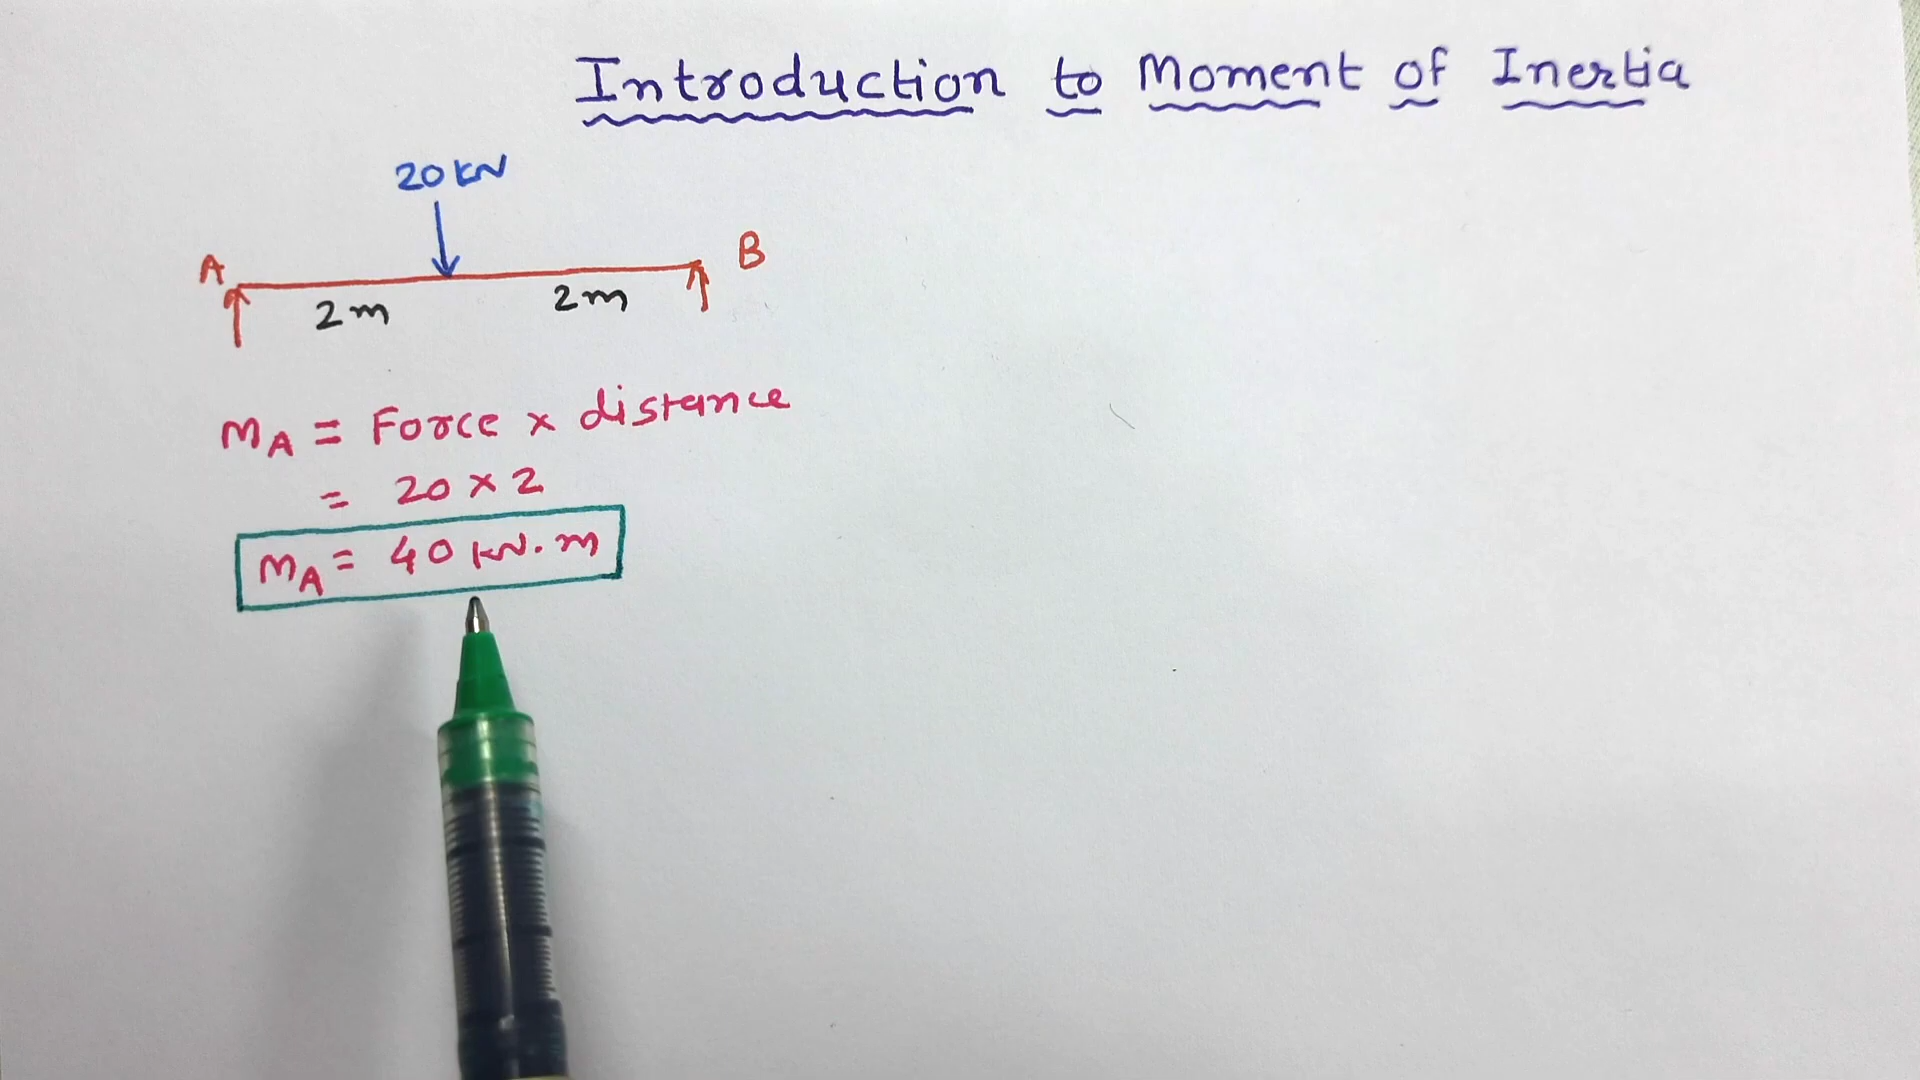 Introduction to Moment of Inertia
20 kN
A B
2m 2m
MA = Force x distance
= 20 x 2
MA = 40 kN.m